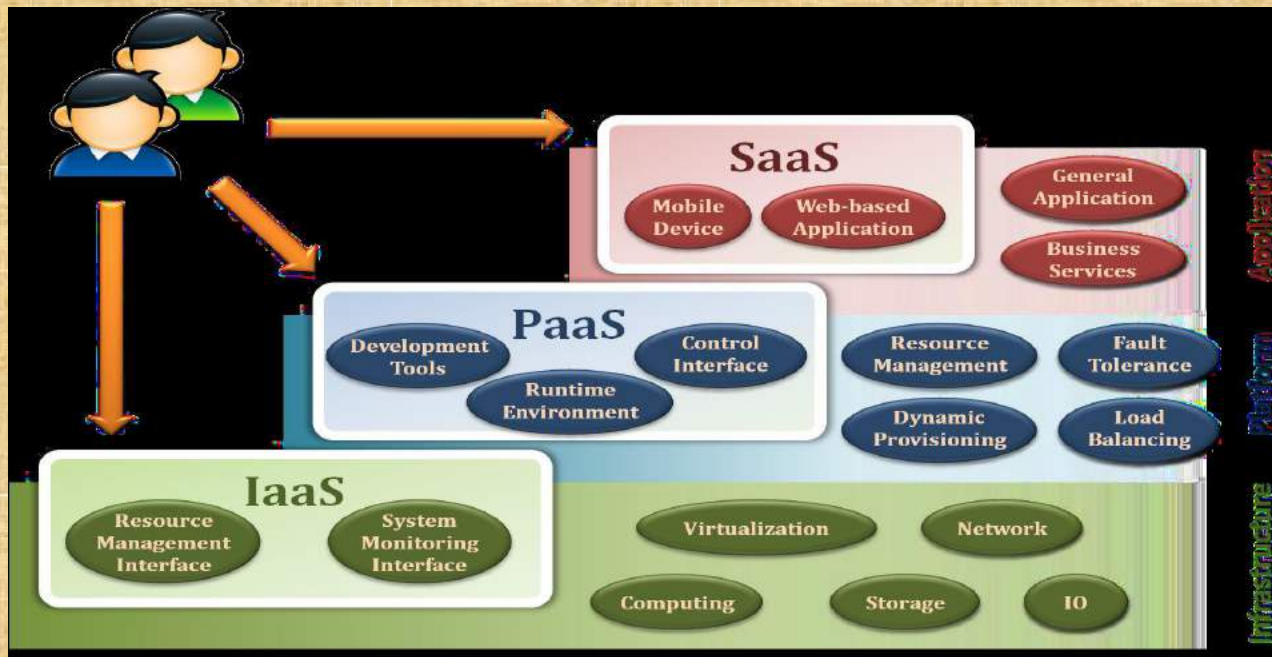 SaaS
Mobile
Device
Web-based
Application
General
Application
Business
Services
Application
PaaS
Development
Tools
Runtime
Environment
Control
Interface
Resource
Management
Fault
Tolerance
Dynamic
Provisioning
Load
Balancing
Platform
IaaS
Resource
Management
Interface
System
Monitoring
Interface
Virtualization
Network
Computing
Storage
IO
Infrastructure